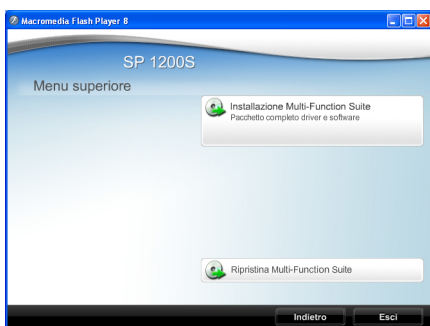 Macromedia Flash Player 8
SP 1200S
Menu superiore
Installazione Multi-Function Suite
Pacchetto completo driver e software
Ripristina Multi-Function Suite
Indietro
Esci